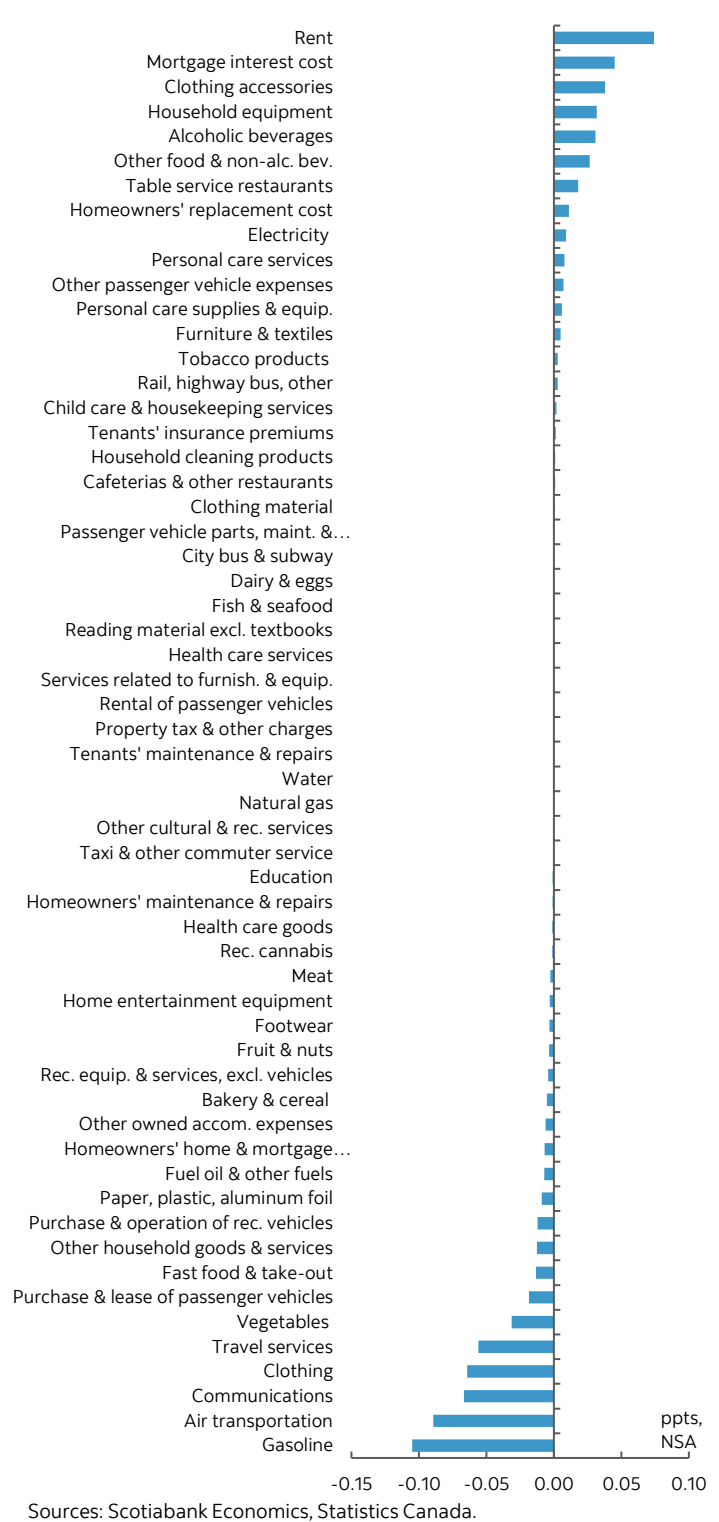 Rent
Mortgage interest cost
Clothing accessories
Household equipment
Alcoholic beverages
Other food & non-alc. bev.
Table service restaurants
Homeowners' replacement cost
Electricity
Personal care services
Other passenger vehicle expenses
Personal care supplies & equip.
Furniture & textiles
Tobacco products
Rail, highway bus, other
Child care & housekeeping services
Tenants' insurance premiums
Household cleaning products
Cafeterias & other restaurants
Clothing material
Passenger vehicle parts, maint. &…
City bus & subway
Dairy & eggs
Fish & seafood
Reading material excl. textbooks
Health care services
Services related to furnish. & equip.
Rental of passenger vehicles
Property tax & other charges
Tenants' maintenance & repairs
Water
Natural gas
Other cultural & rec. services
Taxi & other commuter service
Education
Homeowners' maintenance & repairs
Health care goods
Rec. cannabis
Meat
Home entertainment equipment
Footwear
Fruit & nuts
Rec. equip. & services, excl. vehicles
Bakery & cereal
Other owned accom. expenses
Homeowners' home & mortgage…
Fuel oil & other fuels
Paper, plastic, aluminum foil
Purchase & operation of rec. vehicles
Other household goods & services
Fast food & take-out
Purchase & lease of passenger vehicles
Vegetables
Travel services
Clothing
Communications
Air transportation
Gasoline
ppts,
NSA
-0.15 -0.10 -0.05 0.00 0.05 0.10
Sources: Scotiabank Economics, Statistics Canada.